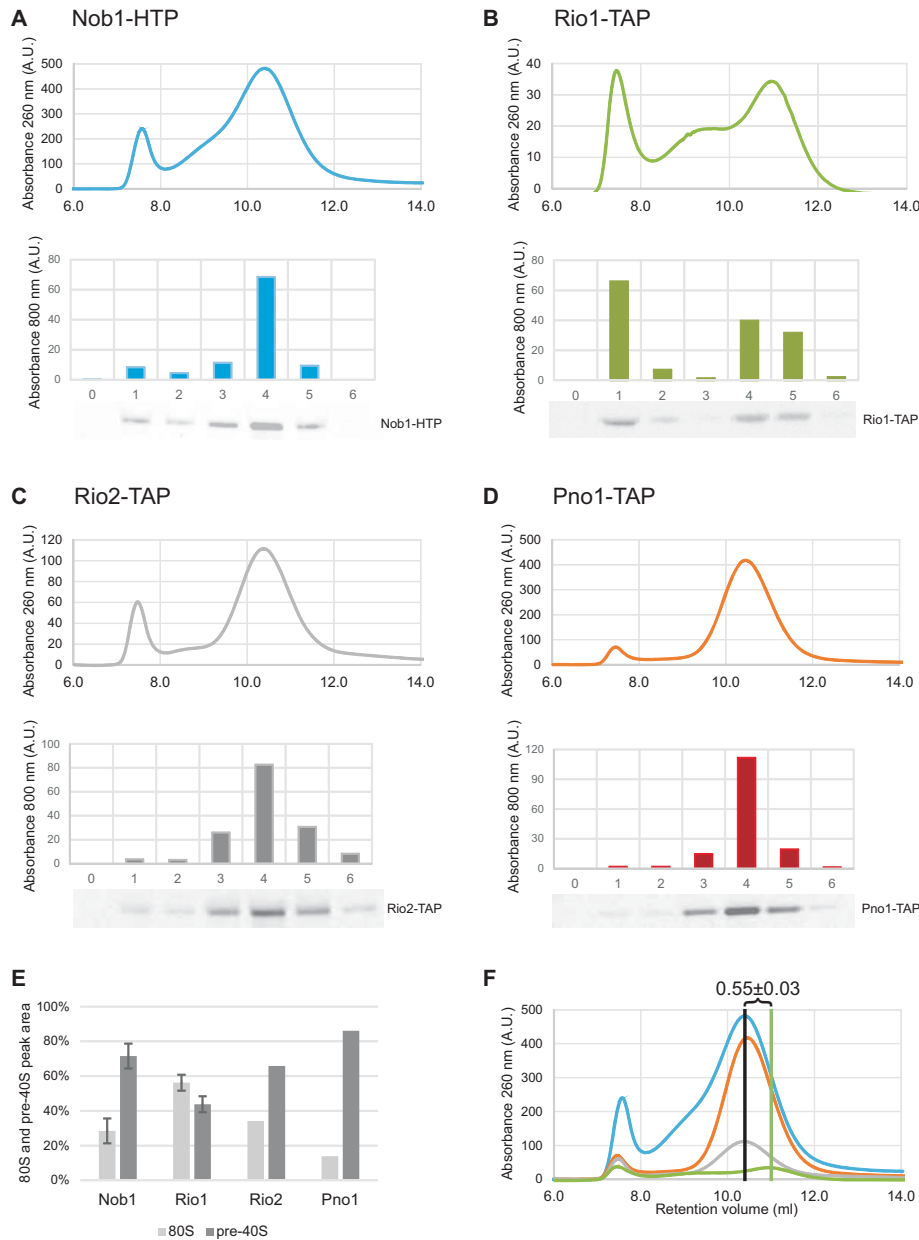 A Nob1-HTP
Absorbance 260 nm (A.U.)
500
400
300
200
100
0
6.0 8.0 10.0 12.0 14.0
Absorbance 800 nm (A.U.)
80
60
40
20
0
0 1 2 3 4 5 6
Nob1-HTP
B Rio1-TAP
Absorbance 260 nm (A.U.)
40
30
20
10
0
6.0 8.0 10.0 12.0 14.0
Absorbance 800 nm (A.U.)
80
60
40
20
0
0 1 2 3 4 5 6
Rio1-TAP
C Rio2-TAP
Absorbance 260 nm (A.U.)
120
100
80
60
40
20
0
6.0 8.0 10.0 12.0 14.0
Absorbance 800 nm (A.U.)
100
80
60
40
20
0
0 1 2 3 4 5 6
Rio2-TAP
D Pno1-TAP
Absorbance 260 nm (A.U.)
500
400
300
200
100
0
6.0 8.0 10.0 12.0 14.0
Absorbance 800 nm (A.U.)
120
90
60
30
0
0 1 2 3 4 5 6
Pno1-TAP
E
80S and pre-40S peak area
100%
80%
60%
40%
20%
0%
Nob1 Rio1 Rio2 Pno1
80S pre-40S
F
0.55±0.03
Absorbance 260 nm (A.U.)
500
400
300
200
100
0
6.0 8.0 10.0 12.0 14.0
Retention volume (ml)